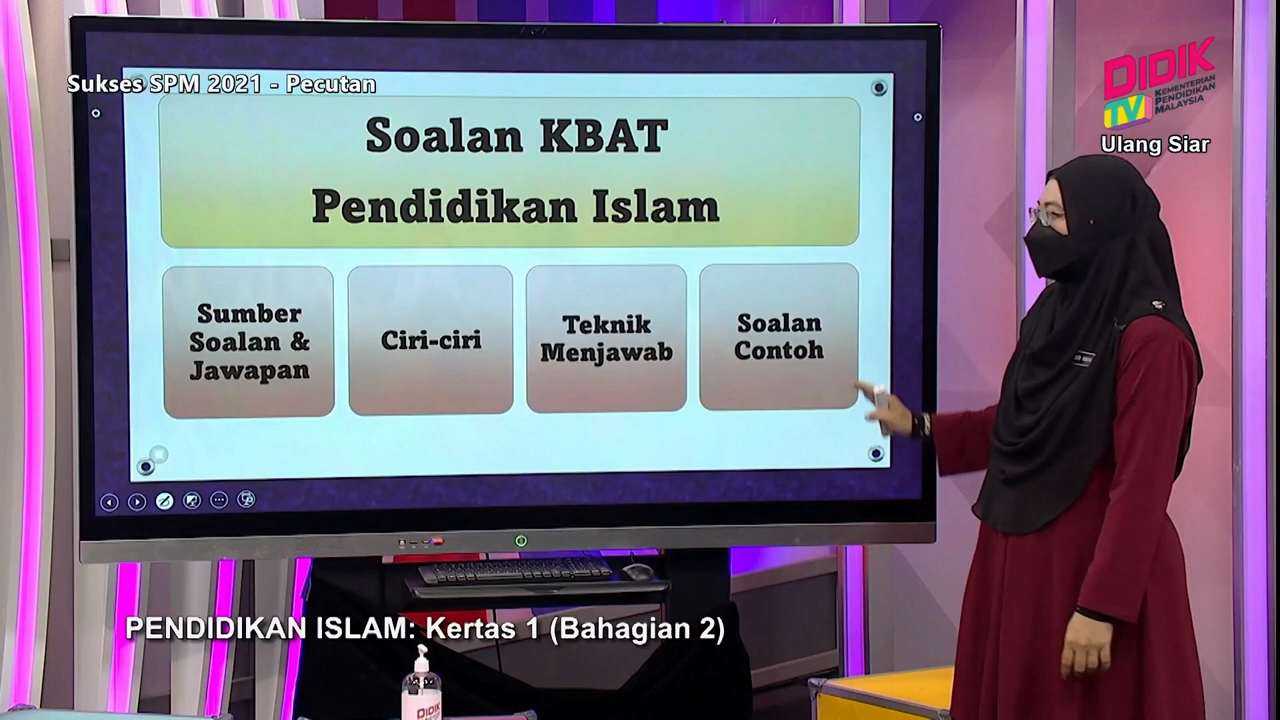 Sukses SPM 2021 - Pecutan
DIDIK
TV
KEMENTERIAN
PENDIDIKAN
MALAYSIA
Ulang Siar
Soalan KBAT
Pendidikan Islam
Sumber
Soalan &
Jawapan
Ciri-ciri
Teknik
Menjawab
Soalan
Contoh
PENDIDIKAN ISLAM: Kertas 1 (Bahagian 2)
DIDIK